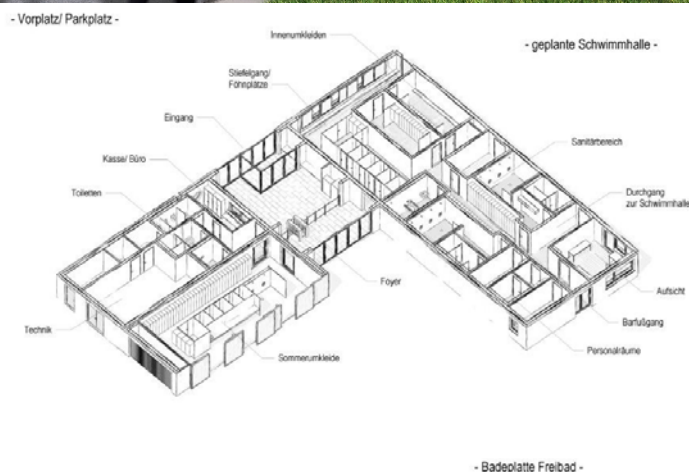 - Vorplatz/ Parkplatz -
Innenumkleiden
- geplante Schwimmhalle -
Stiefelgang/
Föhnplätze
Eingang
Sanitärbereich
Kasse/ Büro
Toiletten
Durchgang
zur Schwimmhalle
Foyer
Aufsicht
Technik
Barfußgang
Sommerumkleide
Personalräume
- Badeplatte Freibad -